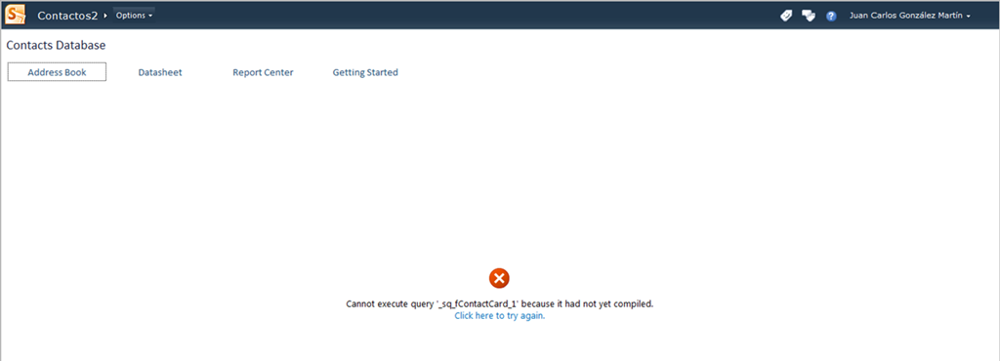 Contactos2 Options Juan Carlos González Martín
Contacts Database
Address Book Datasheet Report Center Getting Started
Cannot execute query '_sq_fContactCard_1' because it had not yet compiled.
Click here to try again.